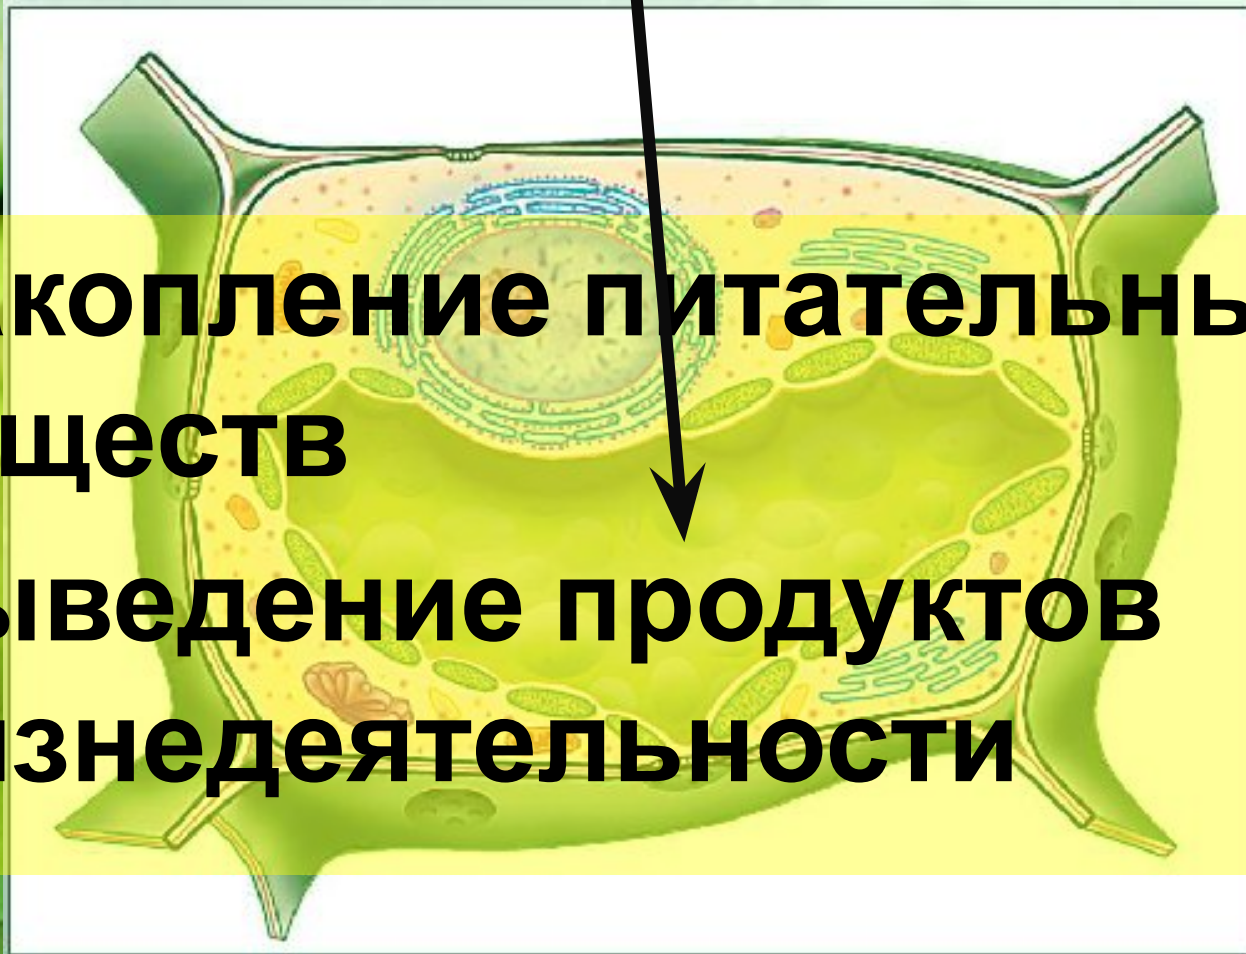 копление питательны
ществ
ыведение продуктов
знедеятельности